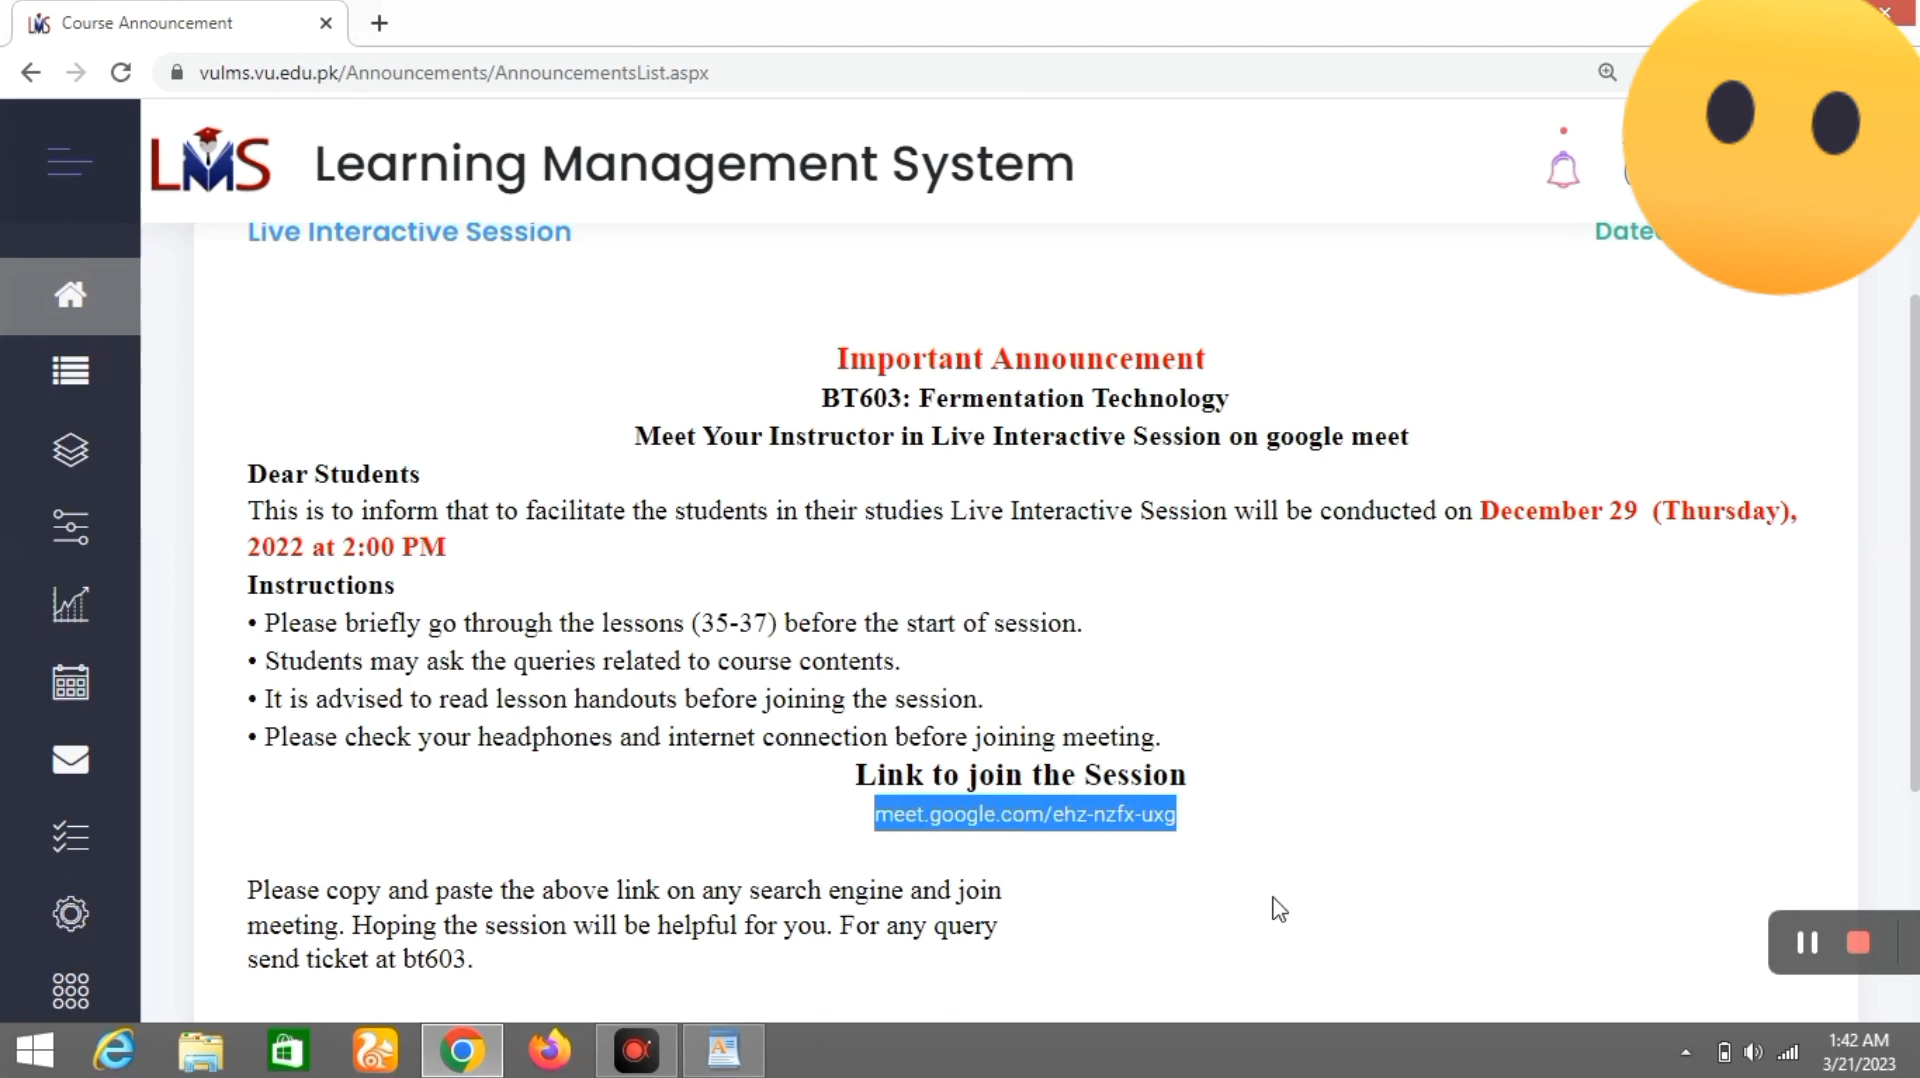 LMS Course Announcement
vulms.vu.edu.pk/Announcements/AnnouncementsList.aspx
LMS Learning Management System
Live Interactive Session
Important Announcement
BT603: Fermentation Technology
Meet Your Instructor in Live Interactive Session on google meet
Dear Students
This is to inform that to facilitate the students in their studies Live Interactive Session will be conducted on December 29 (Thursday),
2022 at 2:00 PM
Instructions
• Please briefly go through the lessons (35-37) before the start of session.
• Students may ask the queries related to course contents.
• It is advised to read lesson handouts before joining the session.
• Please check your headphones and internet connection before joining meeting.
Link to join the Session
meet.google.com/ehz-nzfx-uxg
Please copy and paste the above link on any search engine and join
meeting. Hoping the session will be helpful for you. For any query
send ticket at bt603.
1:42 AM
3/21/2023